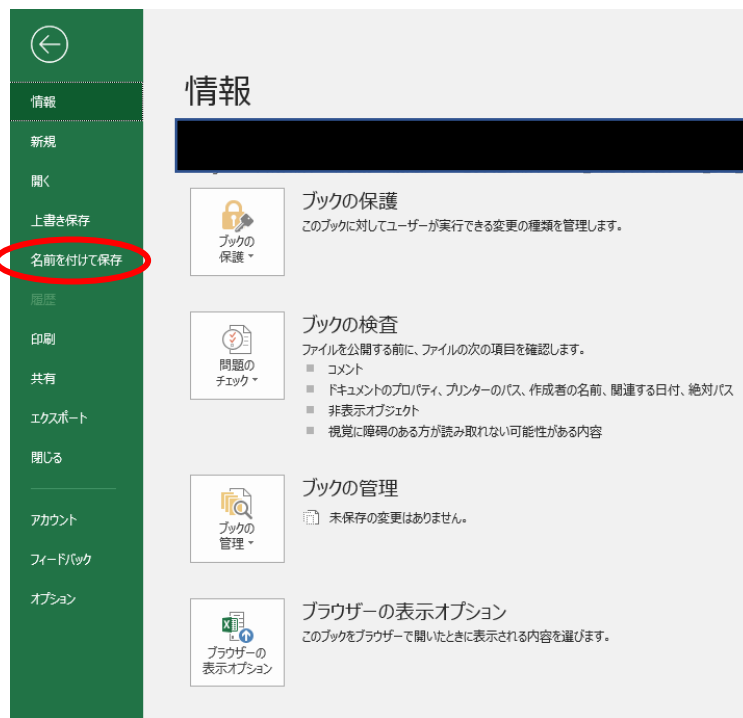 情報
情報
新規
開く
上書き保存
名前を付けて保存
履歴
印刷
共有
エクスポート
閉じる
アカウント
フィードバック
オプション
ブックの
保護
ブックの保護
このブックに対してユーザーが実行できる変更の種類を管理します。
問題の
チェック
ブックの検査
ファイルを公開する前に、ファイルの次の項目を確認します。
コメント
ドキュメントのプロパティ、プリンターのパス、作成者の名前、関連する日付、絶対パス
非表示オブジェクト
視覚に障碍のある方が読み取れない可能性がある内容
ブックの
管理
ブックの管理
未保存の変更はありません。
ブラウザーの
表示オプション
ブラウザーの表示オプション
このブックをブラウザーで開いたときに表示される内容を選びます。